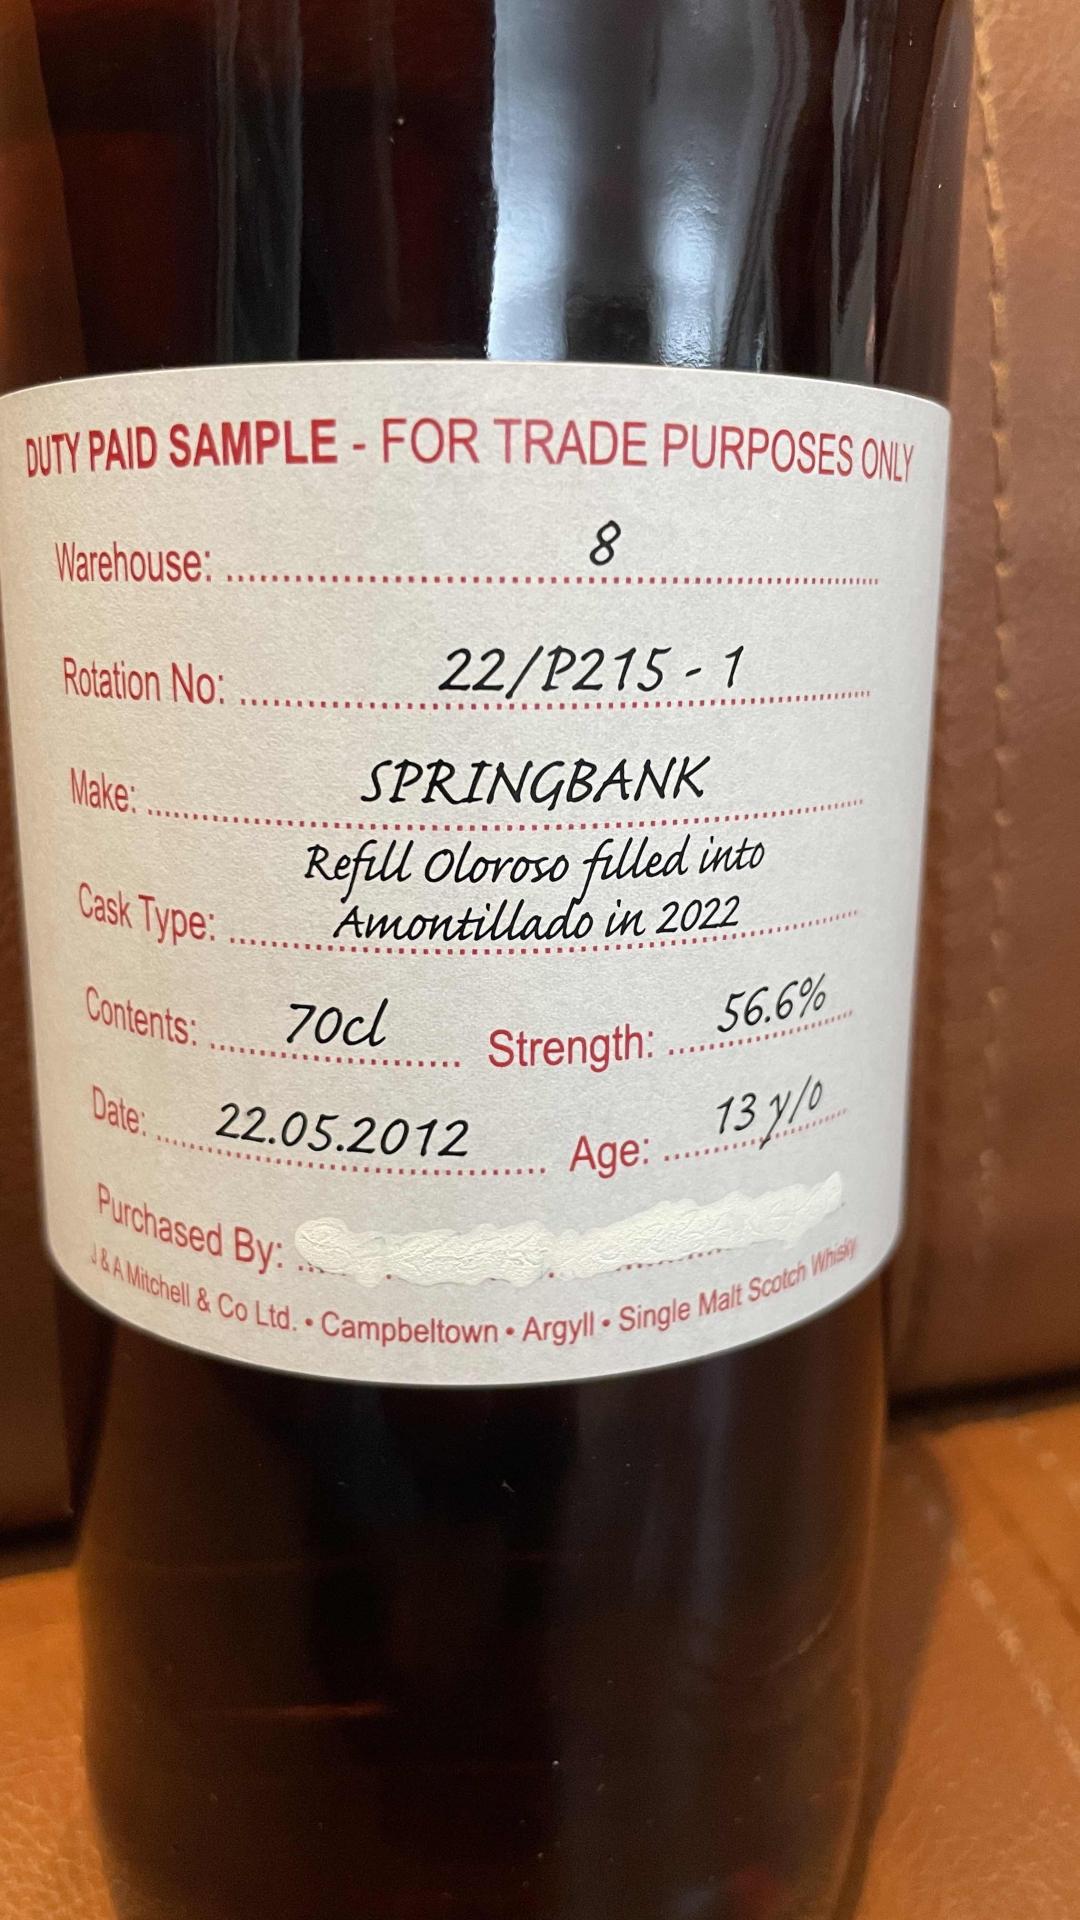 DUTY PAID SAMPLE - FOR TRADE PURPOSES ONLY
Warehouse: 8
Rotation No: 22/P215 - 1
Make: SPRINGBANK
Refill Oloroso filled into
Cask Type: Amontillado in 2022
Contents: 70cl Strength: 56.6%
Date: 22.05.2012 Age: 13 y/o
Purchased By:
J & A Mitchell & Co Ltd. • Campbeltown • Argyll • Single Malt Scotch Whisky